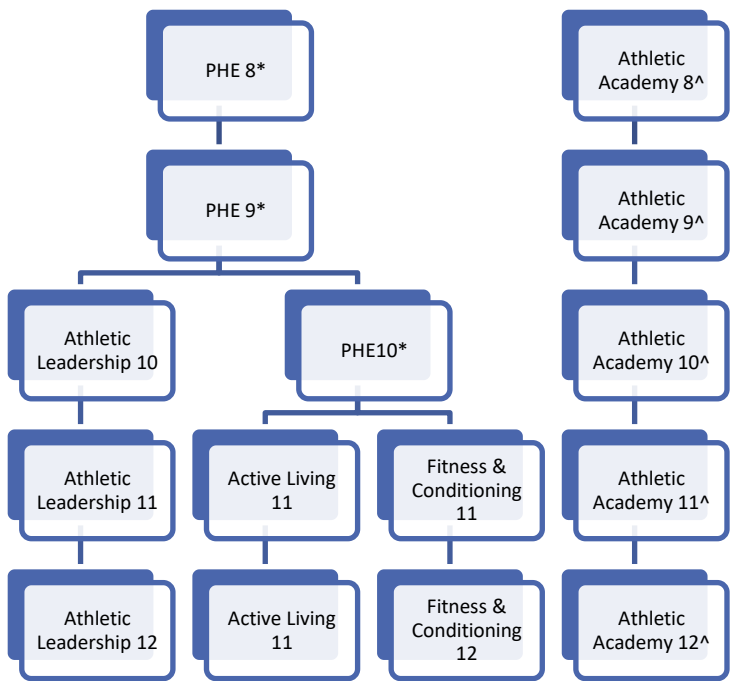 PHE 8*
Athletic
Academy 8^
PHE 9*
Athletic
Academy 9^
Athletic
Leadership 10
PHE10*
Athletic
Academy 10^
Athletic
Leadership 11
Active Living
11
Fitness &
Conditioning
11
Athletic
Academy 11^
Athletic
Leadership 12
Active Living
11
Fitness &
Conditioning
12
Athletic
Academy 12^